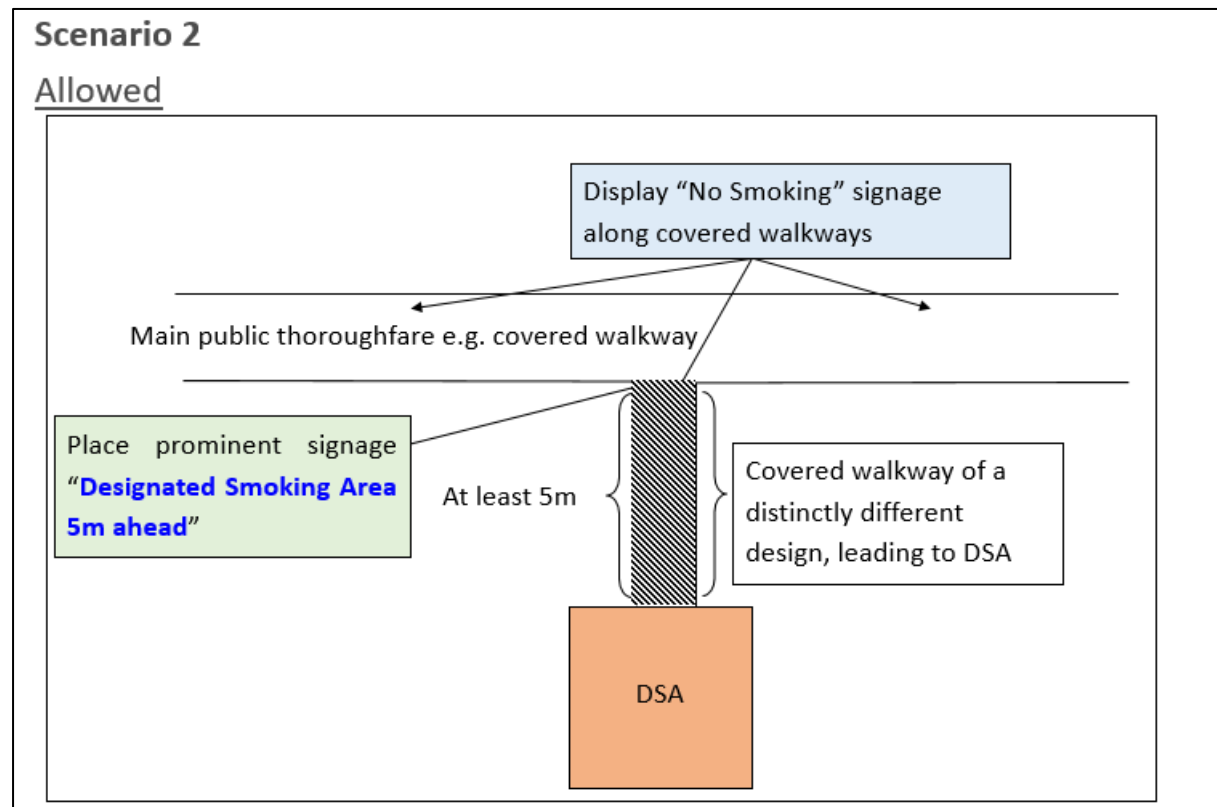 Scenario 2
Allowed
Display “No Smoking” signage
along covered walkways
Main public thoroughfare e.g. covered walkway
Place prominent signage
“Designated Smoking Area
5m ahead”
At least 5m
Covered walkway of a
distinctly different
design, leading to DSA
DSA